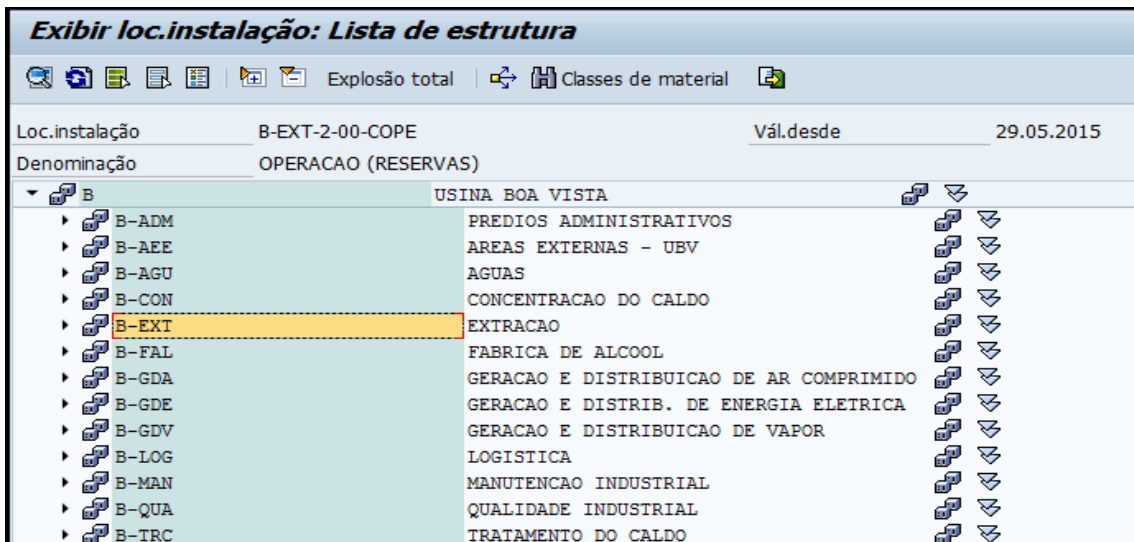 Exibir loc.instalação: Lista de estrutura
Explosão total Classes de material
Loc.instalação B-EXT-2-00-COPE Vál.desde 29.05.2015
Denominação OPERACAO (RESERVAS)
B USINA BOA VISTA
B-ADM PREDIOS ADMINISTRATIVOS
B-AEE AREAS EXTERNAS - UBV
B-AGU AGUAS
B-CON CONCENTRACAO DO CALDO
B-EXT EXTRACAO
B-FAL FABRICA DE ALCOOL
B-GDA GERACAO E DISTRIBUICAO DE AR COMPRIMIDO
B-GDE GERACAO E DISTRIB. DE ENERGIA ELETRICA
B-GDV GERACAO E DISTRIBUICAO DE VAPOR
B-LOG LOGISTICA
B-MAN MANUTENCAO INDUSTRIAL
B-QUA QUALIDADE INDUSTRIAL
B-TRC TRATAMENTO DO CALDO